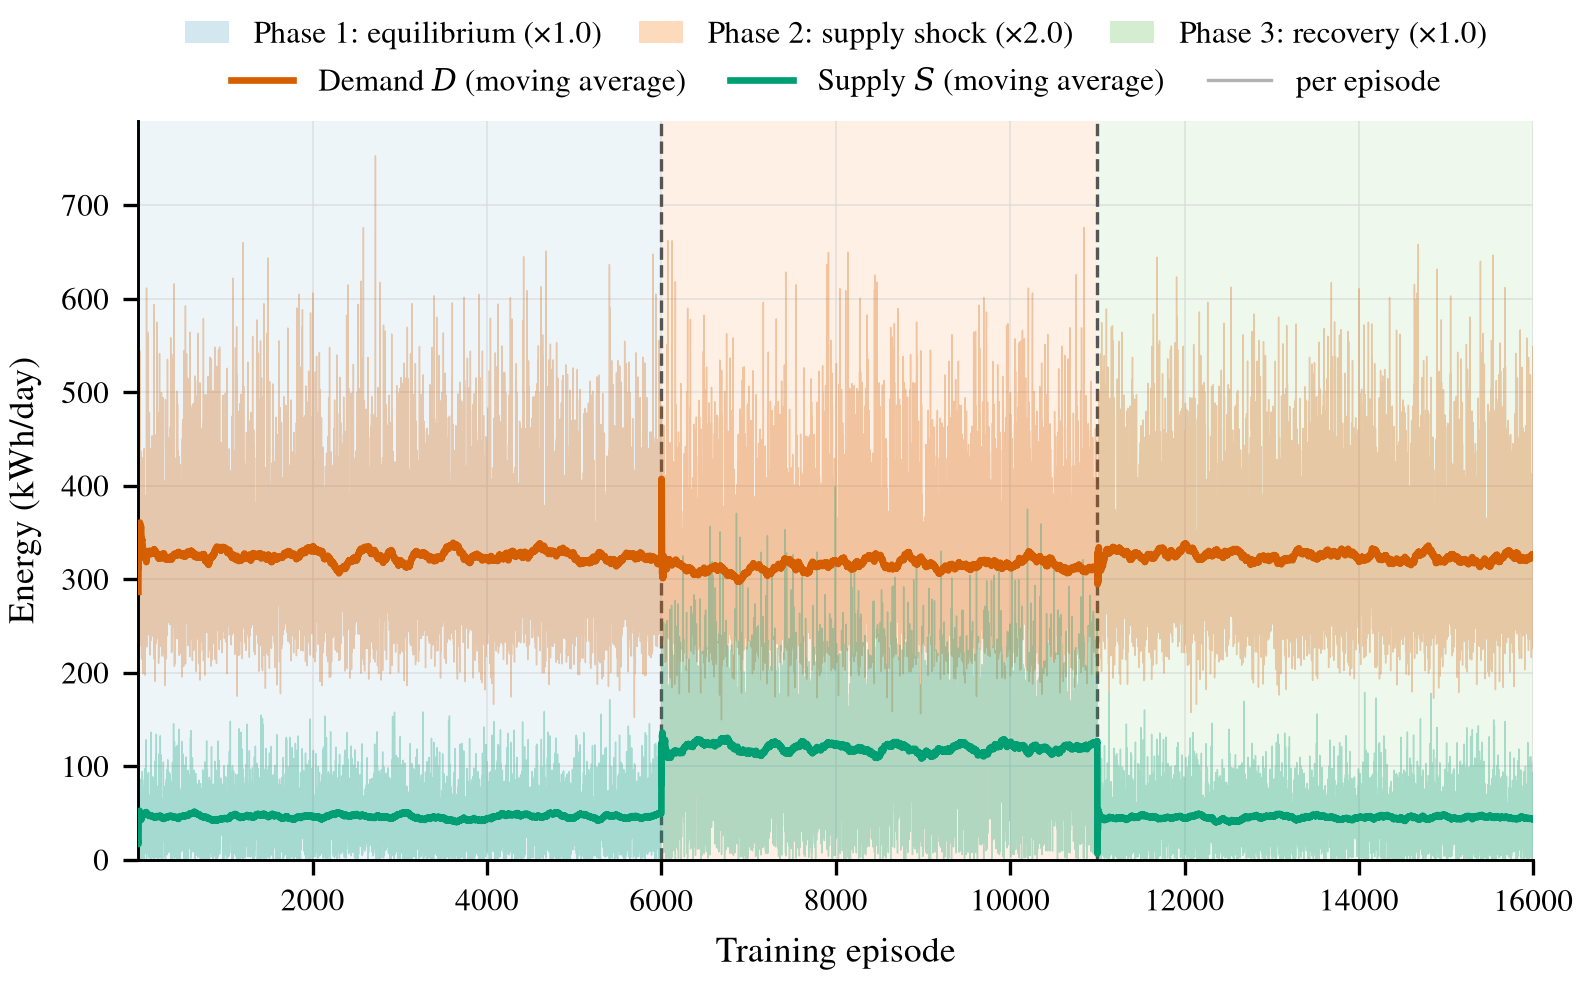 Phase 1: equilibrium (×1.0) Phase 2: supply shock (×2.0) Phase 3: recovery (×1.0)
Demand D (moving average) Supply S (moving average) per episode
Energy (kWh/day)
700
600
500
400
300
200
100
0
2000 4000 6000 8000 10000 12000 14000 16000
Training episode